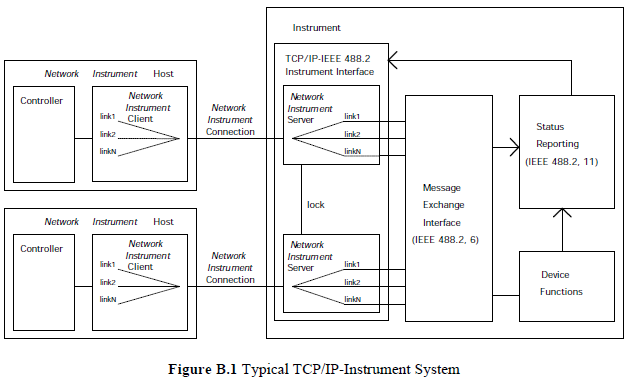 Instrument
TCP/IP-IEEE 488.2
Instrument Interface
Network Instrument Host
Controller
Network
Instrument
Client
link1
link2
linkN
Network
Instrument
Connection
Network
Instrument
Server
link1
link2
linkN
Status
Reporting
(IEEE 488.2, 11)
Message
Exchange
Interface
(IEEE 488.2, 6)
lock
Network Instrument Host
Controller
Network
Instrument
Client
link1
link2
linkN
Network
Instrument
Connection
Network
Instrument
Server
link1
link2
linkN
Device
Functions
Figure B.1 Typical TCP/IP-Instrument System